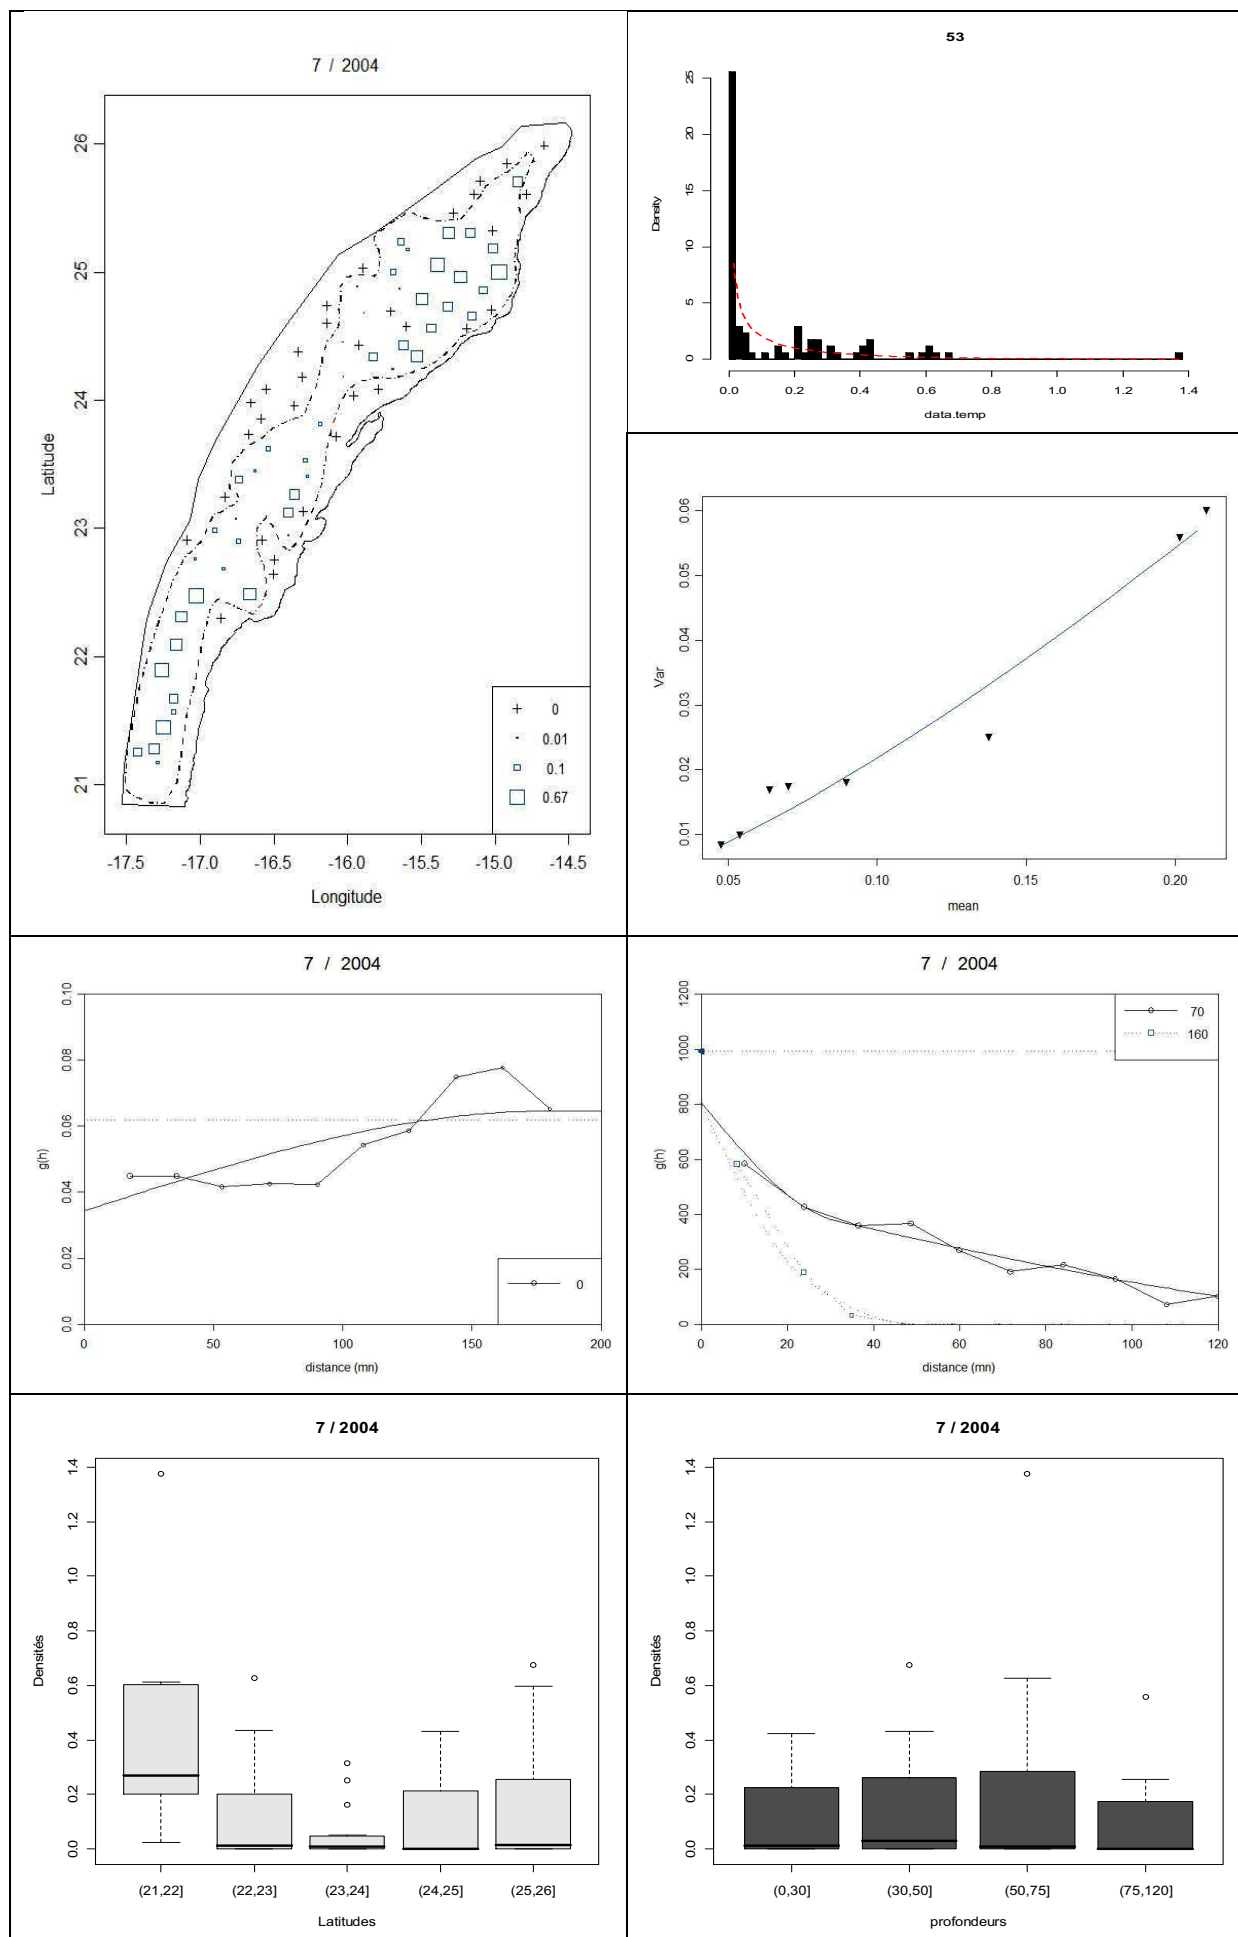 7 / 2004
Latitude
26
25
24
23
22
21
0
0.01
0.1
0.67
-17.5 -17.0 -16.5 -16.0 -15.5 -15.0 -14.5
Longitude
53
Density
25
20
15
10
5
0
0.0 0.2 0.4 0.6 0.8 1.0 1.2 1.4
data.temp
Var
0.06
0.05
0.04
0.03
0.02
0.01
0.05 0.10 0.15 0.20
mean
7 / 2004
g(h)
0.10
0.08
0.06
0.04
0.02
0.0
0
0 50 100 150 200
distance (mn)
7 / 2004
g(h)
1200
1000
800
600
400
200
0
70
160
0 20 40 60 80 100 120
distance (mn)
7 / 2004
Densités
1.4
1.2
1.0
0.8
0.6
0.4
0.2
0.0
(21,22] (22,23] (23,24] (24,25] (25,26]
Latitudes
7 / 2004
Densités
1.4
1.2
1.0
0.8
0.6
0.4
0.2
0.0
(0,30] (30,50] (50,75] (75,120]
profondeurs